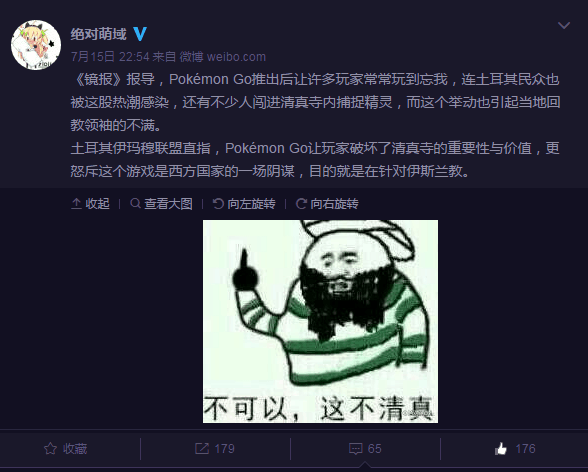 绝对萌域
7月15日 22:54 来自 微博 weibo.com
《镜报》报导，Pokémon Go推出后让许多玩家常常玩到忘我，连土耳其民众也
被这股热潮感染，还有不少人闯进清真寺内捕捉精灵，而这个举动也引起当地回
教领袖的不满。
土耳其伊玛穆联盟直指，Pokémon Go让玩家破坏了清真寺的重要性与价值，更
怒斥这个游戏是西方国家的一场阴谋，目的就是在针对伊斯兰教。
收起 查看大图 向左旋转 向右旋转
不可以，这不清真
收藏 179 65 176